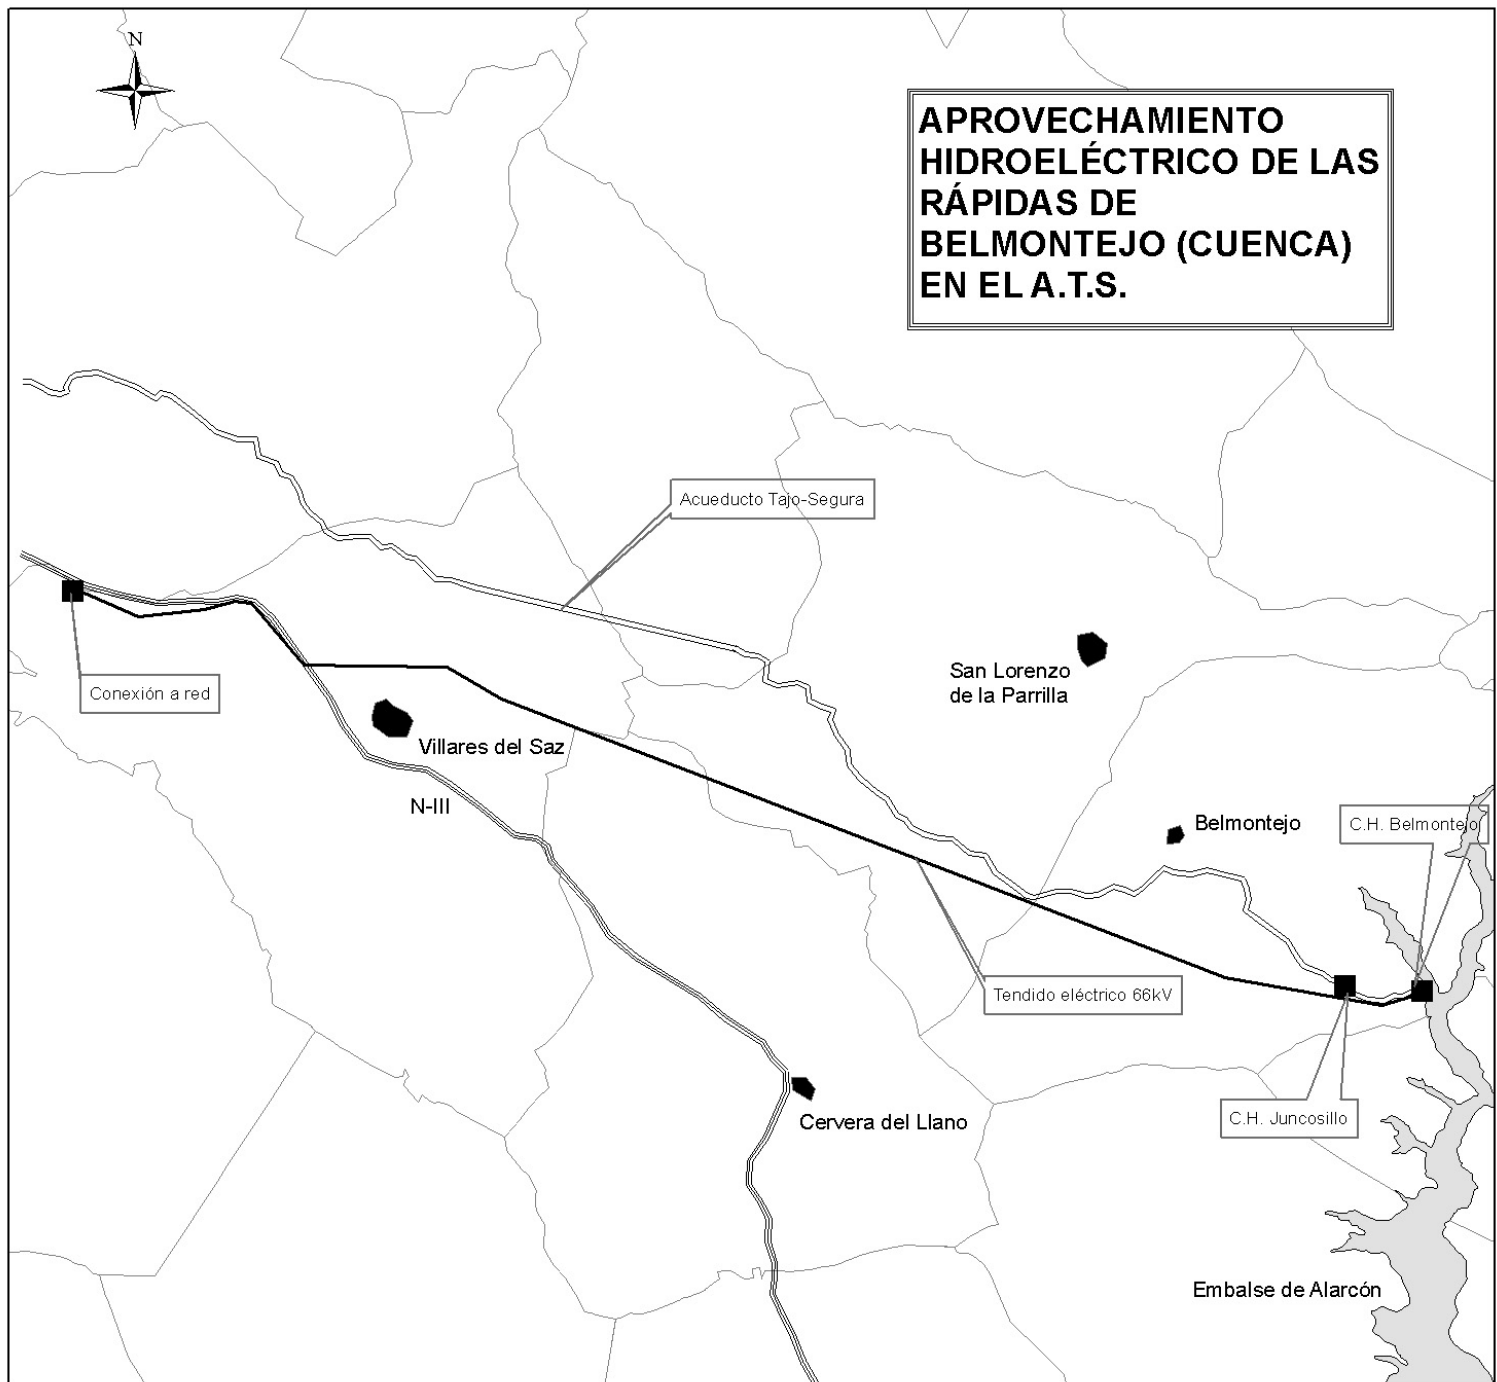 N
APROVECHAMIENTO
HIDROELÉCTRICO DE LAS
RÁPIDAS DE
BELMONTEJO (CUENCA)
EN EL A.T.S.
Acueducto Tajo-Segura
San Lorenzo
de la Parrilla
Conexión a red
Villares del Saz
N-III
Belmontejo
C.H. Belmontejo
Tendido eléctrico 66kV
Cervera del Llano
C.H. Juncosillo
Embalse de Alarcón